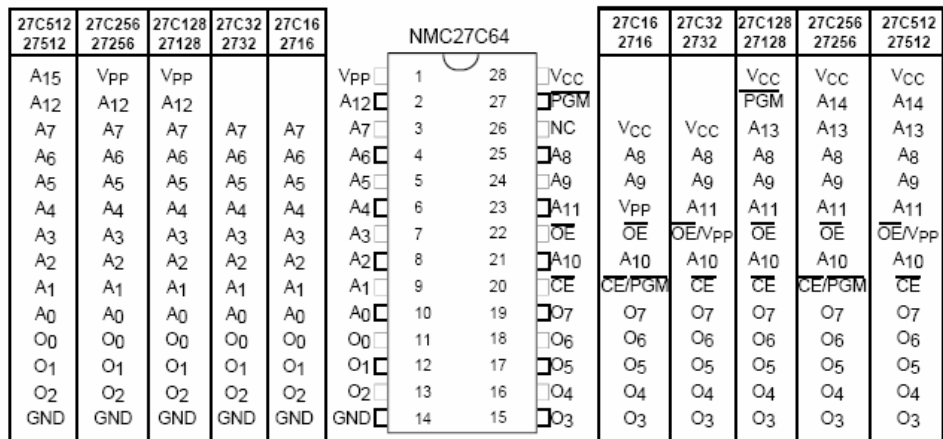 27C512 27C256 27C128 27C32 27C16 NMC27C64 27C16 27C32 27C128 27C256 27C512
27512 27256 27128 2732 2716 2716 2732 27128 27256 27512
A15 VPP VPP VPP 1 28 VCC VCC VCC VCC
A12 A12 A12 A12 2 27 PGM PGM A14 A14
A7 A7 A7 A7 A7 A7 3 26 NC VCC VCC A13 A13 A13
A6 A6 A6 A6 A6 A6 4 25 A8 A8 A8 A8 A8 A8
A5 A5 A5 A5 A5 A5 5 24 A9 A9 A9 A9 A9 A9
A4 A4 A4 A4 A4 A4 6 23 A11 VPP A11 A11 A11 A11
A3 A3 A3 A3 A3 A3 7 22 OE OE OE/VPP OE OE OE/VPP
A2 A2 A2 A2 A2 A2 8 21 A10 A10 A10 A10 A10 A10
A1 A1 A1 A1 A1 A1 9 20 CE CE/PGM CE CE CE/PGM CE
A0 A0 A0 A0 A0 A0 10 19 O7 O7 O7 O7 O7 O7
O0 O0 O0 O0 O0 O0 11 18 O6 O6 O6 O6 O6 O6
O1 O1 O1 O1 O1 O1 12 17 O5 O5 O5 O5 O5 O5
O2 O2 O2 O2 O2 O2 13 16 O4 O4 O4 O4 O4 O4
GND GND GND GND GND GND 14 15 O3 O3 O3 O3 O3 O3